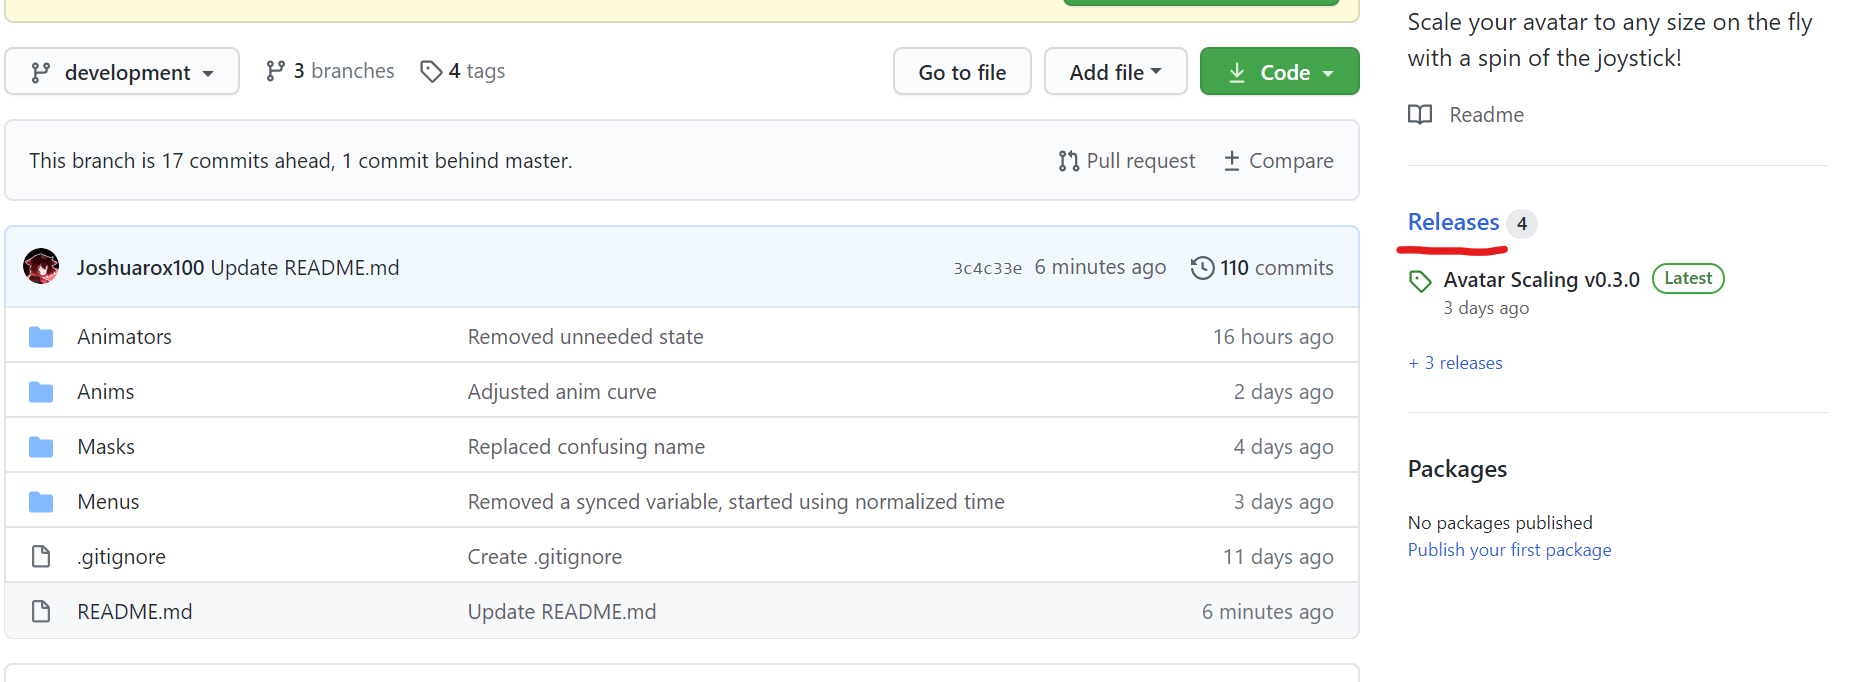 development 3 branches 4 tags Go to file Add file Code
This branch is 17 commits ahead, 1 commit behind master. Pull request Compare
Joshuarox100 Update README.md 3c4c33e 6 minutes ago 110 commits
Animators Removed unneeded state 16 hours ago
Anims Adjusted anim curve 2 days ago
Masks Replaced confusing name 4 days ago
Menus Removed a synced variable, started using normalized time 3 days ago
.gitignore Create .gitignore 11 days ago
README.md Update README.md 6 minutes ago
Scale your avatar to any size on the fly
with a spin of the joystick!
Readme
Releases 4
Avatar Scaling v0.3.0 Latest
3 days ago
+ 3 releases
Packages
No packages published
Publish your first package